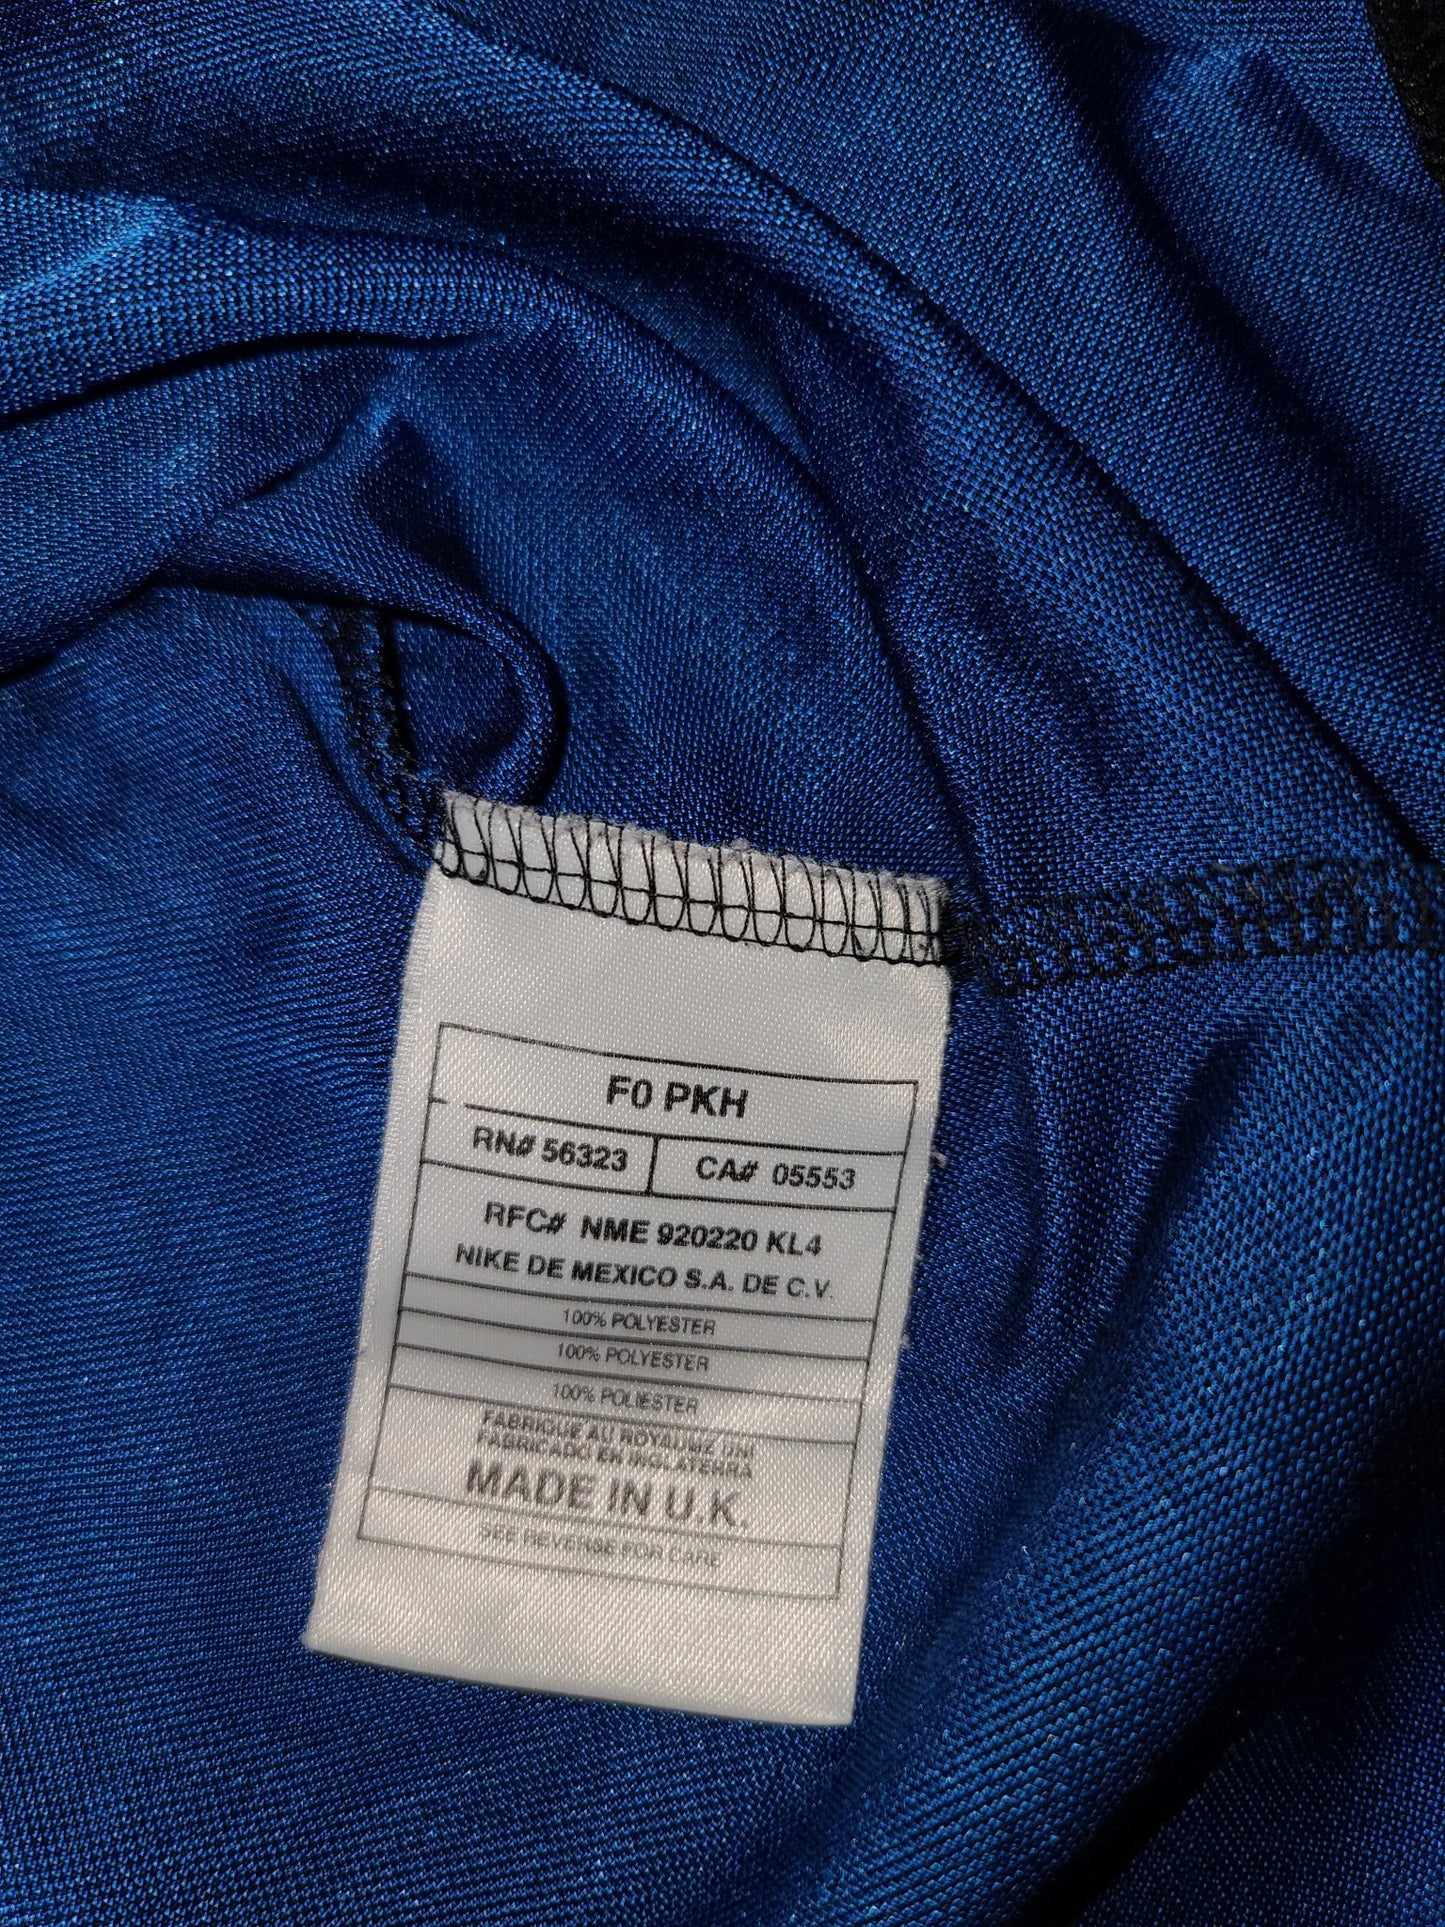 F0 PKH
RN# 56323 CA# 05553
RFC# NME 920220 KL4
NIKE DE MEXICO S.A. DE C.V.
100% POLYESTER
100% POLYESTER
100% POLIESTER
FABRIQUE AU ROYAUME UNI
FABRICADO EN INGLATERRA
MADE IN U.K.
SEE REVERSE FOR CARE